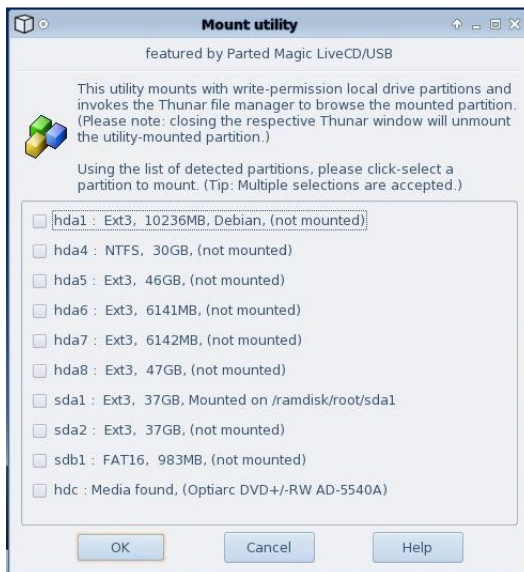 Mount utility
featured by Parted Magic LiveCD/USB
This utility mounts with write-permission local drive partitions and
invokes the Thunar file manager to browse the mounted partition.
(Please note: closing the respective Thunar window will unmount
the utility-mounted partition.)
Using the list of detected partitions, please click-select a
partition to mount. (Tip: Multiple selections are accepted.)
hda1 : Ext3, 10236MB, Debian, (not mounted)
hda4 : NTFS, 30GB, (not mounted)
hda5 : Ext3, 46GB, (not mounted)
hda6 : Ext3, 6141MB, (not mounted)
hda7 : Ext3, 6142MB, (not mounted)
hda8 : Ext3, 47GB, (not mounted)
sda1 : Ext3, 37GB, Mounted on /ramdisk/root/sda1
sda2 : Ext3, 37GB, (not mounted)
sdb1 : FAT16, 983MB, (not mounted)
hdc : Media found, (Optiarc DVD+/-RW AD-5540A)
OK Cancel Help